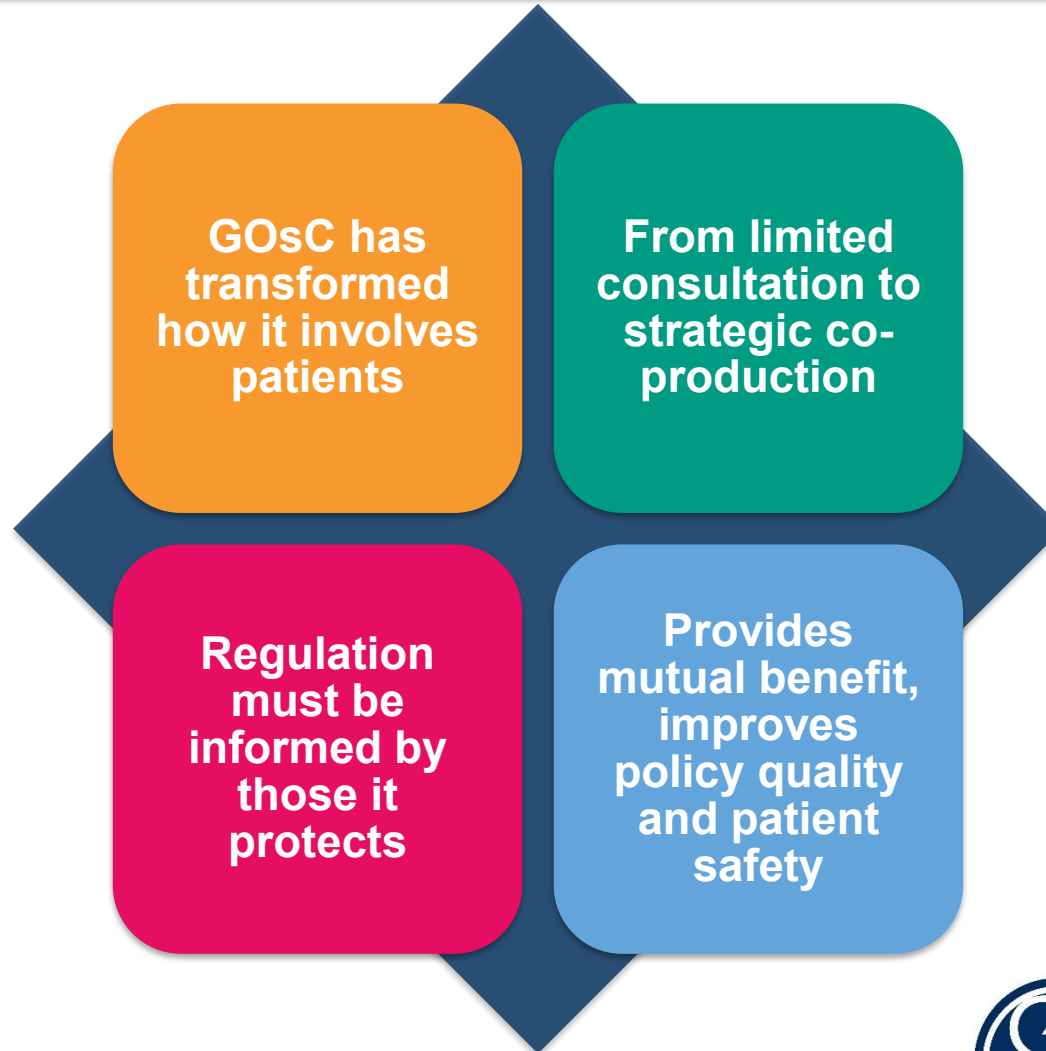 GOsC has
transformed
how it involves
patients
From limited
consultation to
strategic co-
production
Regulation
must be
informed by
those it
protects
Provides
mutual benefit,
improves
policy quality
and patient
safety